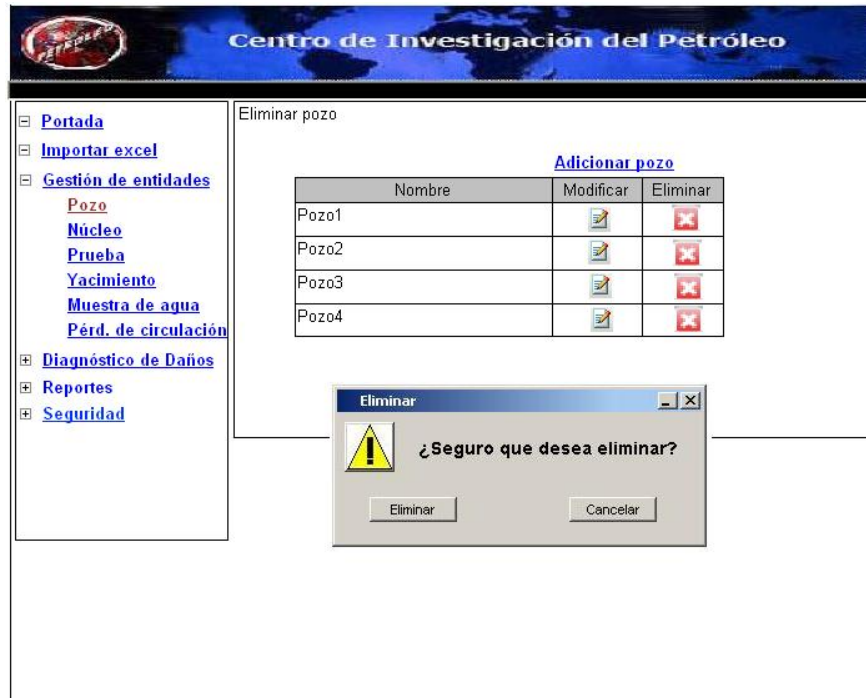 Centro de Investigación del Petróleo
Portada
Importar excel
Gestión de entidades
Pozo
Núcleo
Prueba
Yacimiento
Muestra de agua
Pérd. de circulación
Diagnóstico de Daños
Reportes
Seguridad
Eliminar pozo
Adicionar pozo
Nombre Modificar Eliminar
Pozo1
Pozo2
Pozo3
Pozo4
Eliminar
¿Seguro que desea eliminar?
Eliminar Cancelar